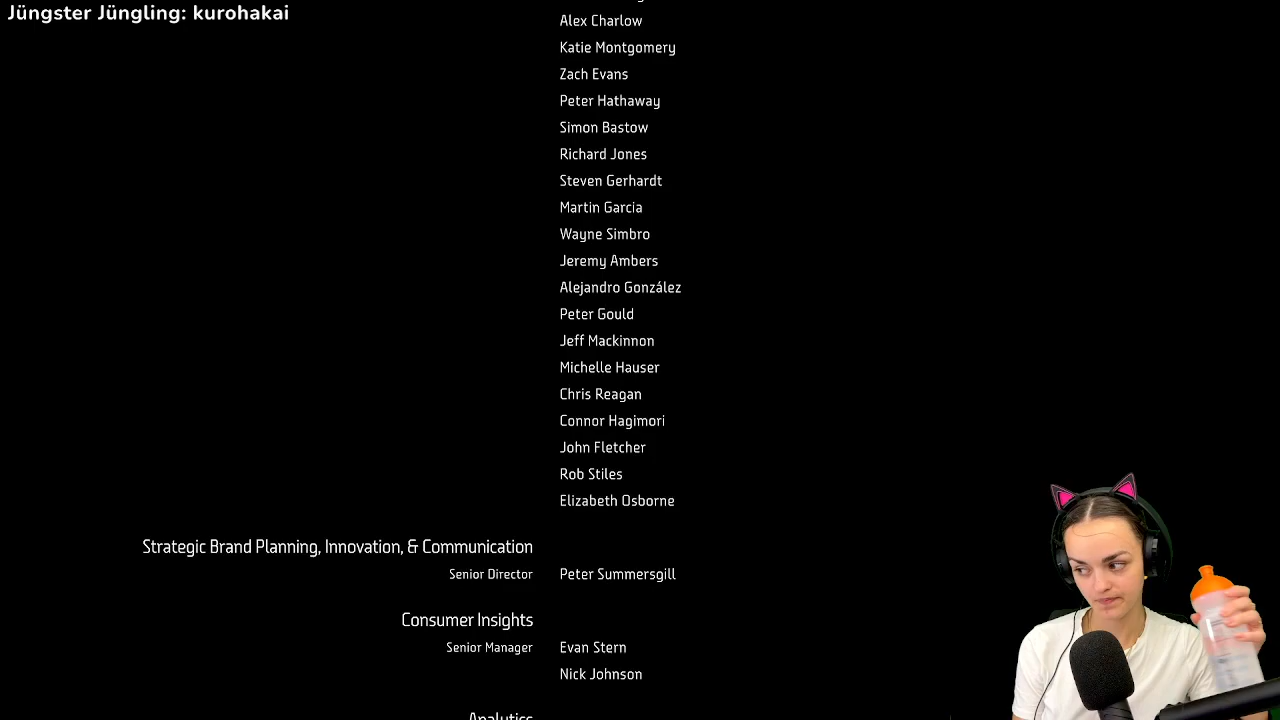 Jüngster Jüngling: kurohakai
Alex Charlow
Katie Montgomery
Zach Evans
Peter Hathaway
Simon Bastow
Richard Jones
Steven Gerhardt
Martin Garcia
Wayne Simbro
Jeremy Ambers
Alejandro González
Peter Gould
Jeff Mackinnon
Michelle Hauser
Chris Reagan
Connor Hagimori
John Fletcher
Rob Stiles
Elizabeth Osborne
Strategic Brand Planning, Innovation, & Communication
Senior Director Peter Summersgill
Consumer Insights
Senior Manager Evan Stern
Nick Johnson
Analytics